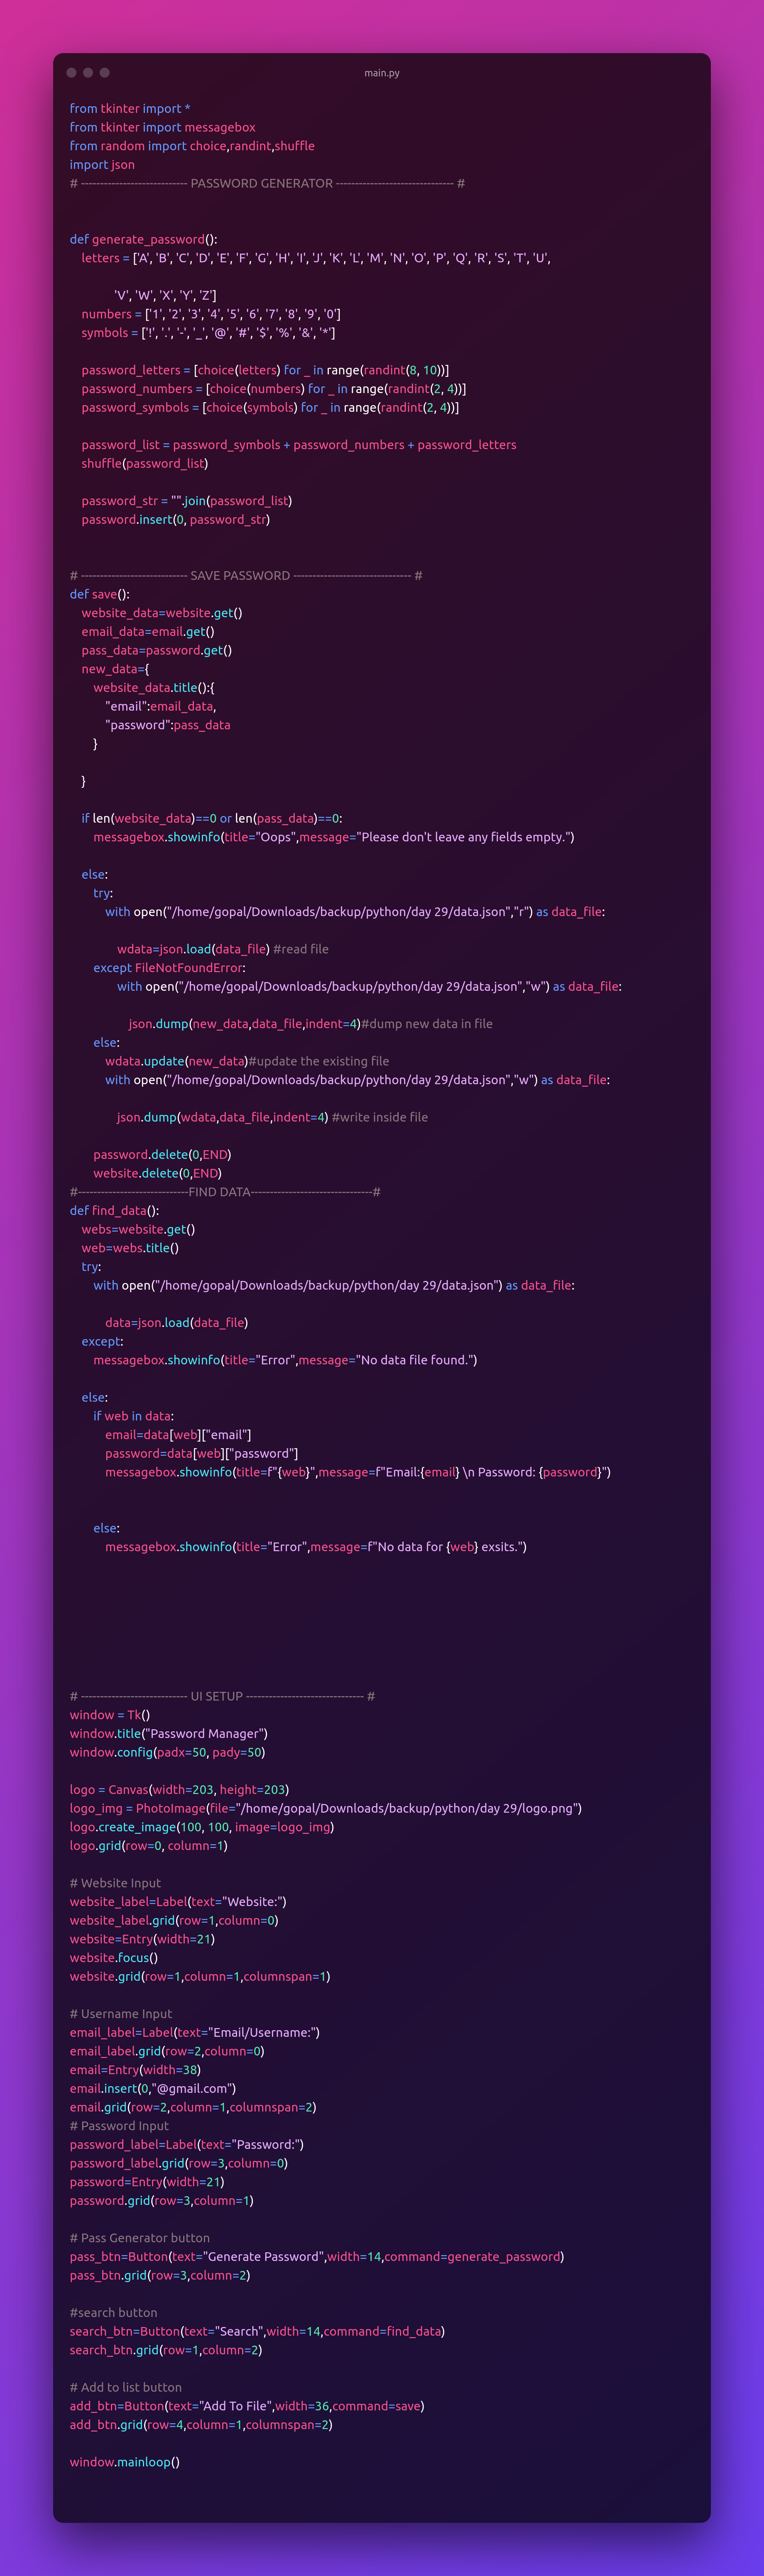 main.py
from tkinter import *
from tkinter import messagebox
from random import choice,randint,shuffle
import json
# ---------------------------- PASSWORD GENERATOR ------------------------------- #
def generate_password():
    letters = ['A', 'B', 'C', 'D', 'E', 'F', 'G', 'H', 'I', 'J', 'K', 'L', 'M', 'N', 'O', 'P', 'Q', 'R', 'S', 'T', 'U',
               'V', 'W', 'X', 'Y', 'Z']
    numbers = ['1', '2', '3', '4', '5', '6', '7', '8', '9', '0']
    symbols = ['!', '.', '-', '_', '@', '#', '$', '%', '&', '*']
    password_letters = [choice(letters) for _ in range(randint(8, 10))]
    password_numbers = [choice(numbers) for _ in range(randint(2, 4))]
    password_symbols = [choice(symbols) for _ in range(randint(2, 4))]
    password_list = password_symbols + password_numbers + password_letters
    shuffle(password_list)
    password_str = "".join(password_list)
    password.insert(0, password_str)
# ---------------------------- SAVE PASSWORD ------------------------------- #
def save():
    website_data=website.get()
    email_data=email.get()
    pass_data=password.get()
    new_data={
        website_data.title():{
            "email":email_data,
            "password":pass_data
        }
    }
    if len(website_data)==0 or len(pass_data)==0:
        messagebox.showinfo(title="Oops",message="Please don't leave any fields empty.")
    else:
        try:
            with open("/home/gopal/Downloads/backup/python/day 29/data.json","r") as data_file:
                wdata=json.load(data_file) #read file
        except FileNotFoundError:
                with open("/home/gopal/Downloads/backup/python/day 29/data.json","w") as data_file:
                    json.dump(new_data,data_file,indent=4)#dump new data in file
        else:
            wdata.update(new_data)#update the existing file
            with open("/home/gopal/Downloads/backup/python/day 29/data.json","w") as data_file:
                json.dump(wdata,data_file,indent=4) #write inside file
        password.delete(0,END)
        website.delete(0,END)
#-----------------------------FIND DATA--------------------------------#
def find_data():
    webs=website.get()
    web=webs.title()
    try:
        with open("/home/gopal/Downloads/backup/python/day 29/data.json") as data_file:
            data=json.load(data_file)
    except:
        messagebox.showinfo(title="Error",message="No data file found.")
    else:
        if web in data:
            email=data[web]["email"]
            password=data[web]["password"]
            messagebox.showinfo(title=f"{web}",message=f"Email:{email} \n Password: {password}")
        else:
            messagebox.showinfo(title="Error",message=f"No data for {web} exsits.")
# ---------------------------- UI SETUP ------------------------------- #
window = Tk()
window.title("Password Manager")
window.config(padx=50, pady=50)
logo = Canvas(width=203, height=203)
logo_img = PhotoImage(file="/home/gopal/Downloads/backup/python/day 29/logo.png")
logo.create_image(100, 100, image=logo_img)
logo.grid(row=0, column=1)
# Website Input
website_label=Label(text="Website:")
website_label.grid(row=1,column=0)
website=Entry(width=21)
website.focus()
website.grid(row=1,column=1,columnspan=1)
# Username Input
email_label=Label(text="Email/Username:")
email_label.grid(row=2,column=0)
email=Entry(width=38)
email.insert(0,"@gmail.com")
email.grid(row=2,column=1,columnspan=2)
# Password Input
password_label=Label(text="Password:")
password_label.grid(row=3,column=0)
password=Entry(width=21)
password.grid(row=3,column=1)
# Pass Generator button
pass_btn=Button(text="Generate Password",width=14,command=generate_password)
pass_btn.grid(row=3,column=2)
#search button
search_btn=Button(text="Search",width=14,command=find_data)
search_btn.grid(row=1,column=2)
# Add to list button
add_btn=Button(text="Add To File",width=36,command=save)
add_btn.grid(row=4,column=1,columnspan=2)
window.mainloop()